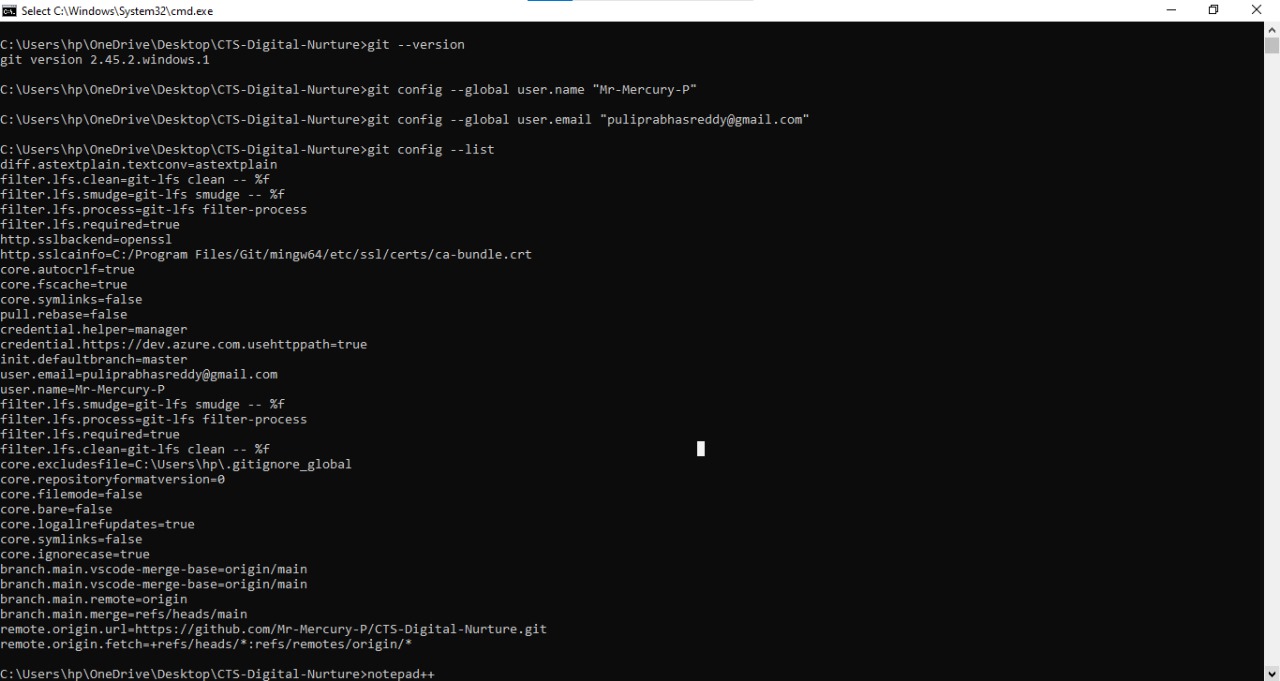 Select C:\Windows\System32\cmd.exe
C:\Users\hp\OneDrive\Desktop\CTS-Digital-Nurture>git --version
git version 2.45.2.windows.1
C:\Users\hp\OneDrive\Desktop\CTS-Digital-Nurture>git config --global user.name "Mr-Mercury-P"
C:\Users\hp\OneDrive\Desktop\CTS-Digital-Nurture>git config --global user.email "puliprabhasreddy@gmail.com"
C:\Users\hp\OneDrive\Desktop\CTS-Digital-Nurture>git config --list
diff.astextplain.textconv=astextplain
filter.lfs.clean=git-lfs clean -- %f
filter.lfs.smudge=git-lfs smudge -- %f
filter.lfs.process=git-lfs filter-process
filter.lfs.required=true
http.sslbackend=openssl
http.sslcainfo=C:/Program Files/Git/mingw64/etc/ssl/certs/ca-bundle.crt
core.autocrlf=true
core.fscache=true
core.symlinks=false
pull.rebase=false
credential.helper=manager
credential.https://dev.azure.com.usehttppath=true
init.defaultbranch=master
user.email=puliprabhasreddy@gmail.com
user.name=Mr-Mercury-P
filter.lfs.smudge=git-lfs smudge -- %f
filter.lfs.process=git-lfs filter-process
filter.lfs.required=true
filter.lfs.clean=git-lfs clean -- %f
core.excludesfile=C:\Users\hp\.gitignore_global
core.repositoryformatversion=0
core.filemode=false
core.bare=false
core.logallrefupdates=true
core.symlinks=false
core.ignorecase=true
branch.main.vscode-merge-base=origin/main
branch.main.vscode-merge-base=origin/main
branch.main.remote=origin
branch.main.merge=refs/heads/main
remote.origin.url=https://github.com/Mr-Mercury-P/CTS-Digital-Nurture.git
remote.origin.fetch=+refs/heads/*:refs/remotes/origin/*
C:\Users\hp\OneDrive\Desktop\CTS-Digital-Nurture>notepad++